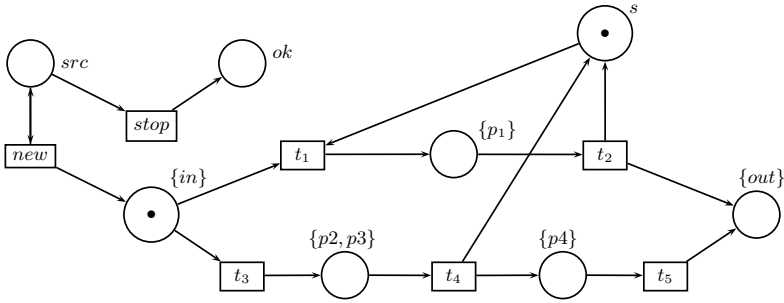 s
src
ok
stop
{p₁}
new
t₁
t₂
{in}
{out}
{p2, p3}
{p4}
t₃
t₄
t₅